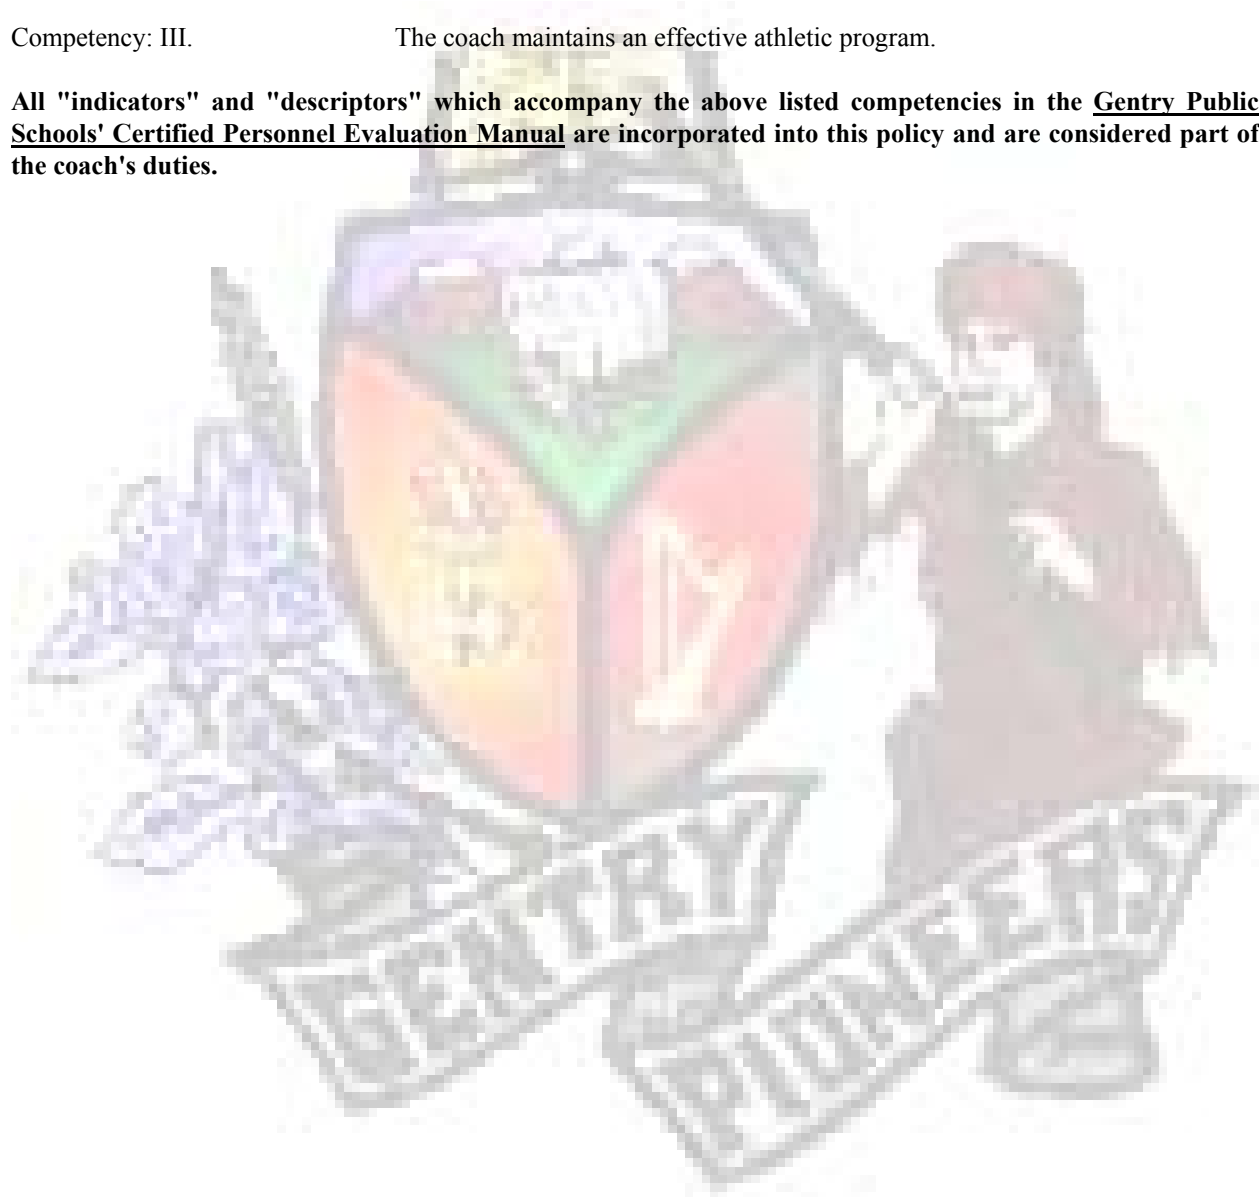 Competency: III. The coach maintains an effective athletic program.
All "indicators" and "descriptors" which accompany the above listed competencies in the Gentry Public
Schools' Certified Personnel Evaluation Manual are incorporated into this policy and are considered part of
the coach's duties.
GENTRY
PIONEERS